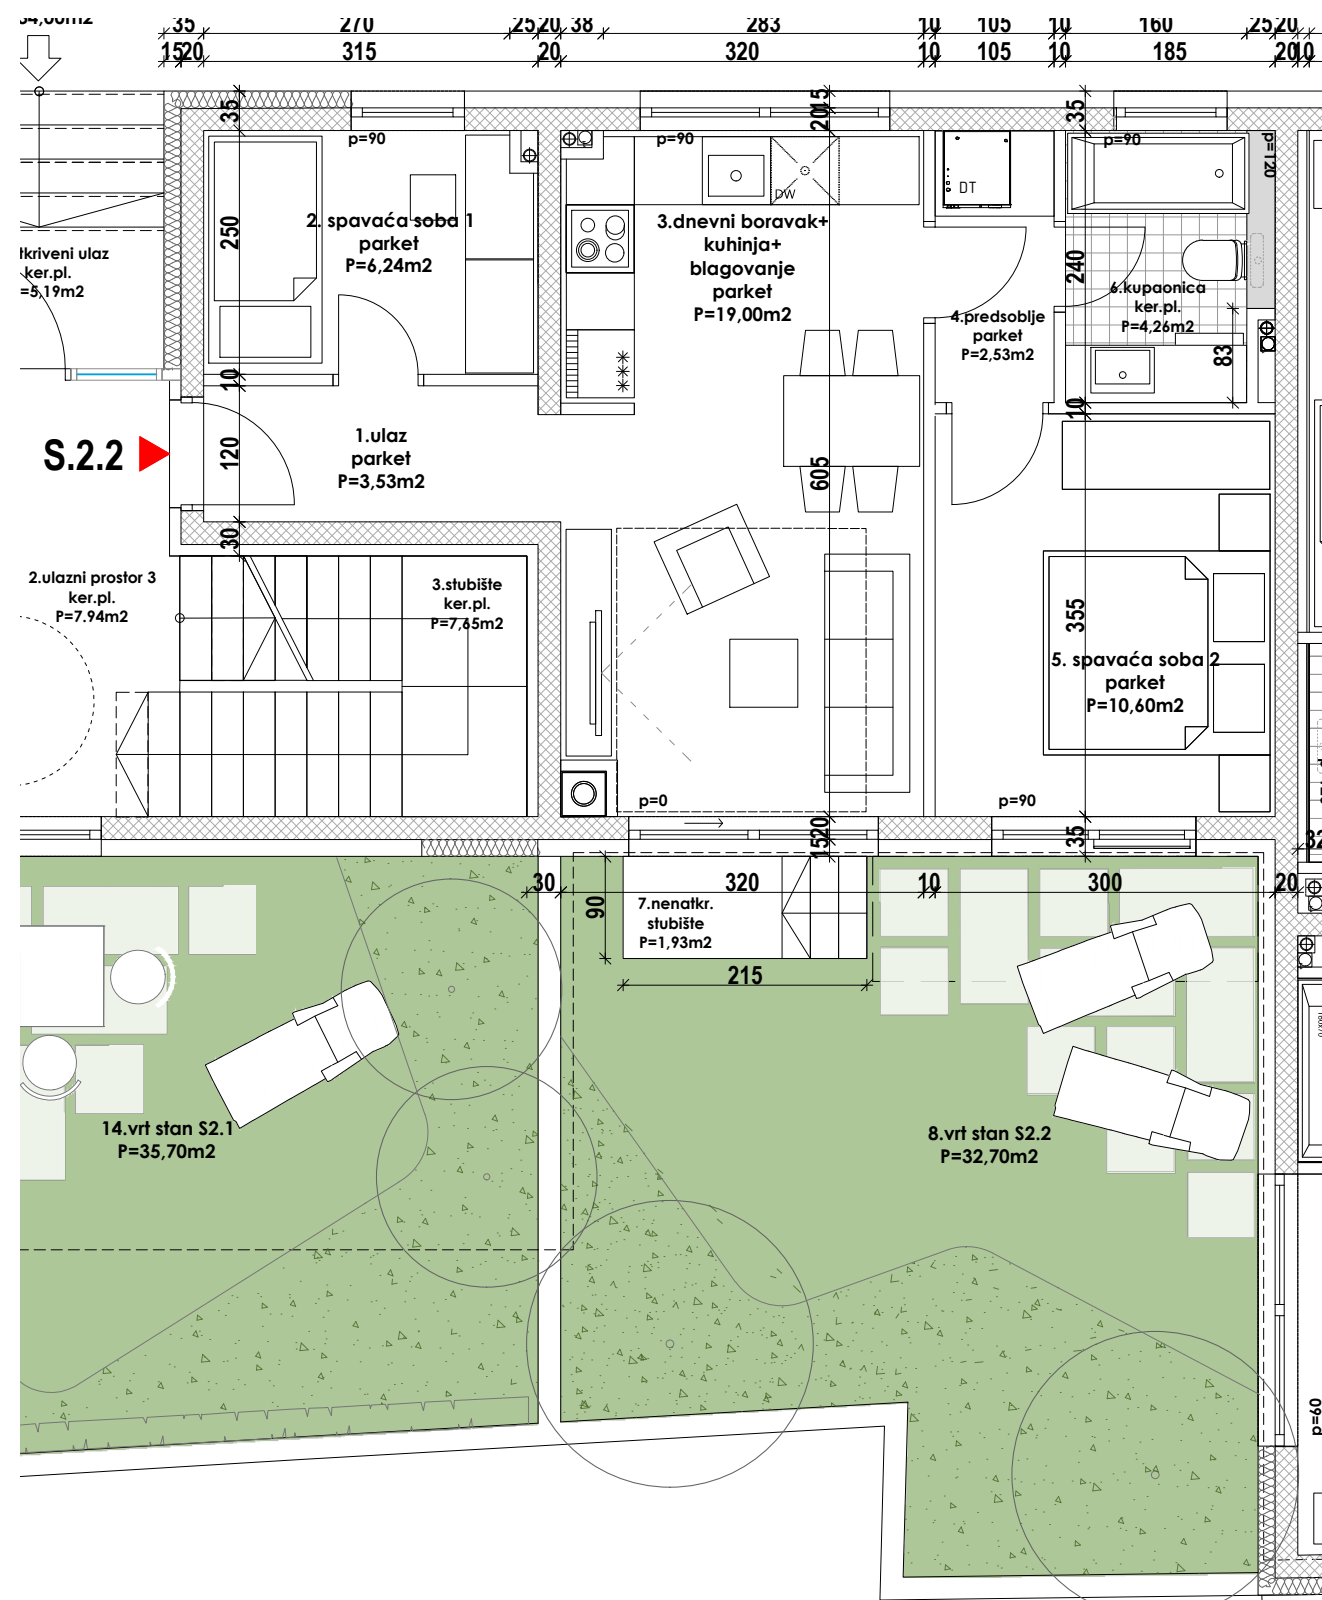 35 270 25 20 38 283 10 105 10 160 25 20
15 20 315 20 320 10 105 10 185 20 10
35
15
20
35
p=90
p=90
p=90
p=120
DT
DW
250
2. spavaća soba 1
parket
P=6,24m2
3.dnevni boravak+
kuhinja+
blagovanje
parket
P=19,00m2
240
6.kupaonica
ker.pl.
P=4,26m2
4.predsoblje
parket
P=2,53m2
83
ker.pl.
=5,19m2
10
10
S.2.2
120
1.ulaz
parket
P=3,53m2
605
30
2.ulazni prostor 3
ker.pl.
P=7.94m2
3.stubište
ker.pl.
P=7,65m2
355
5. spavaća soba 2
parket
P=10,60m2
p=0
p=90
20
15
35
30 320 10 300 20
90
7.nenatkr.
stubište
P=1,93m2
215
14.vrt stan S2.1
P=35,70m2
8.vrt stan S2.2
P=32,70m2
p=60